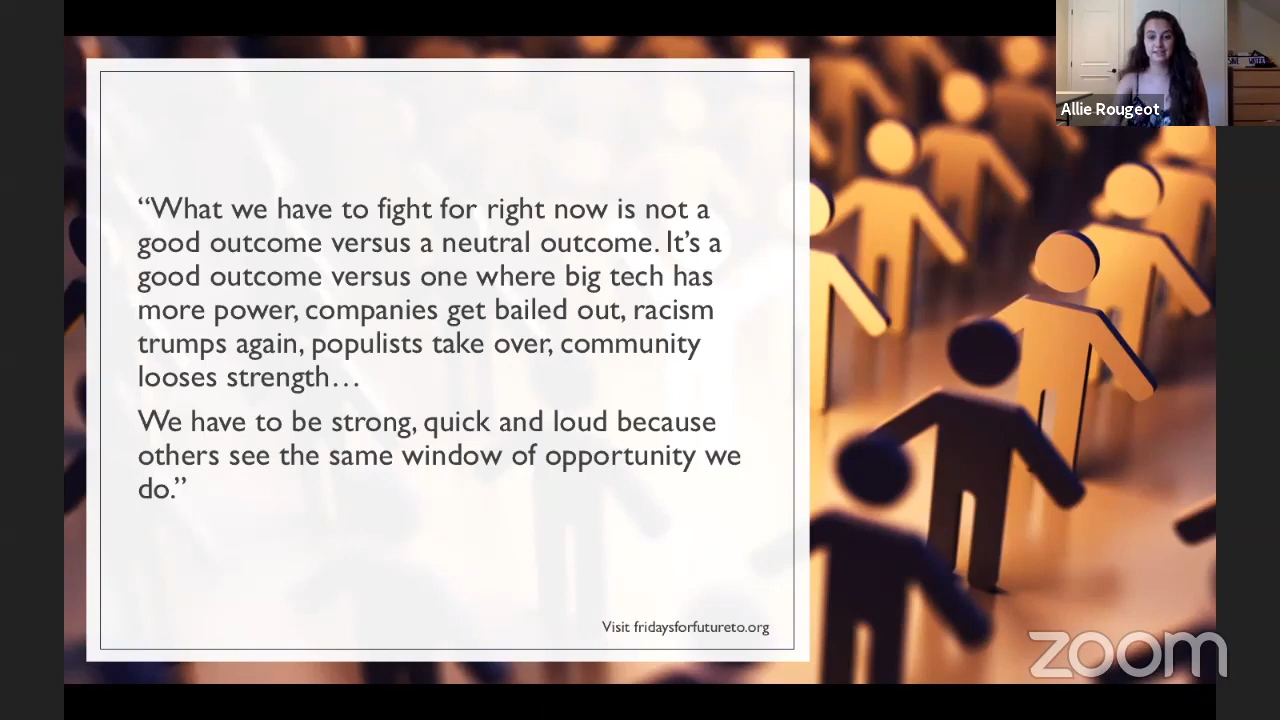 Allie Rougeot
“What we have to fight for right now is not a
good outcome versus a neutral outcome. It’s a
good outcome versus one where big tech has
more power, companies get bailed out, racism
trumps again, populists take over, community
looses strength…
We have to be strong, quick and loud because
others see the same window of opportunity we
do.”
Visit fridaysforfutureto.org
zoom